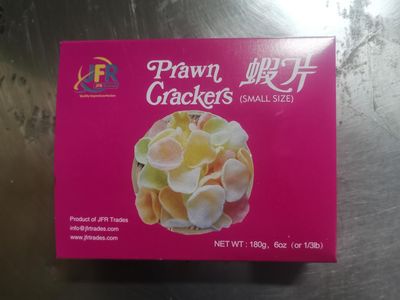 JFR
Prawn
Crackers
蝦片
(SMALL SIZE)
Product of JFR Trades
info@jfrtrades.com
www.jfrtrades.com
NET WT : 180g, 6oz (or 1/3lb)